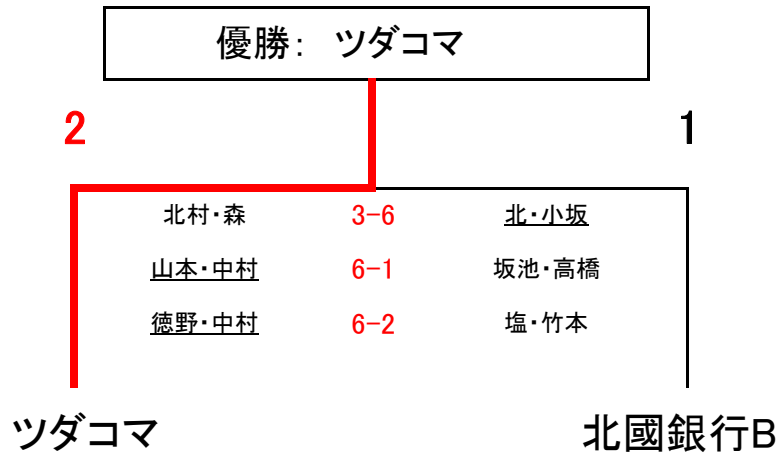 優勝： ツダコマ
2 1
北村・森 3-6 北・小坂
山本・中村 6-1 坂池・高橋
徳野・中村 6-2 塩・竹本
ツダコマ 北國銀行B